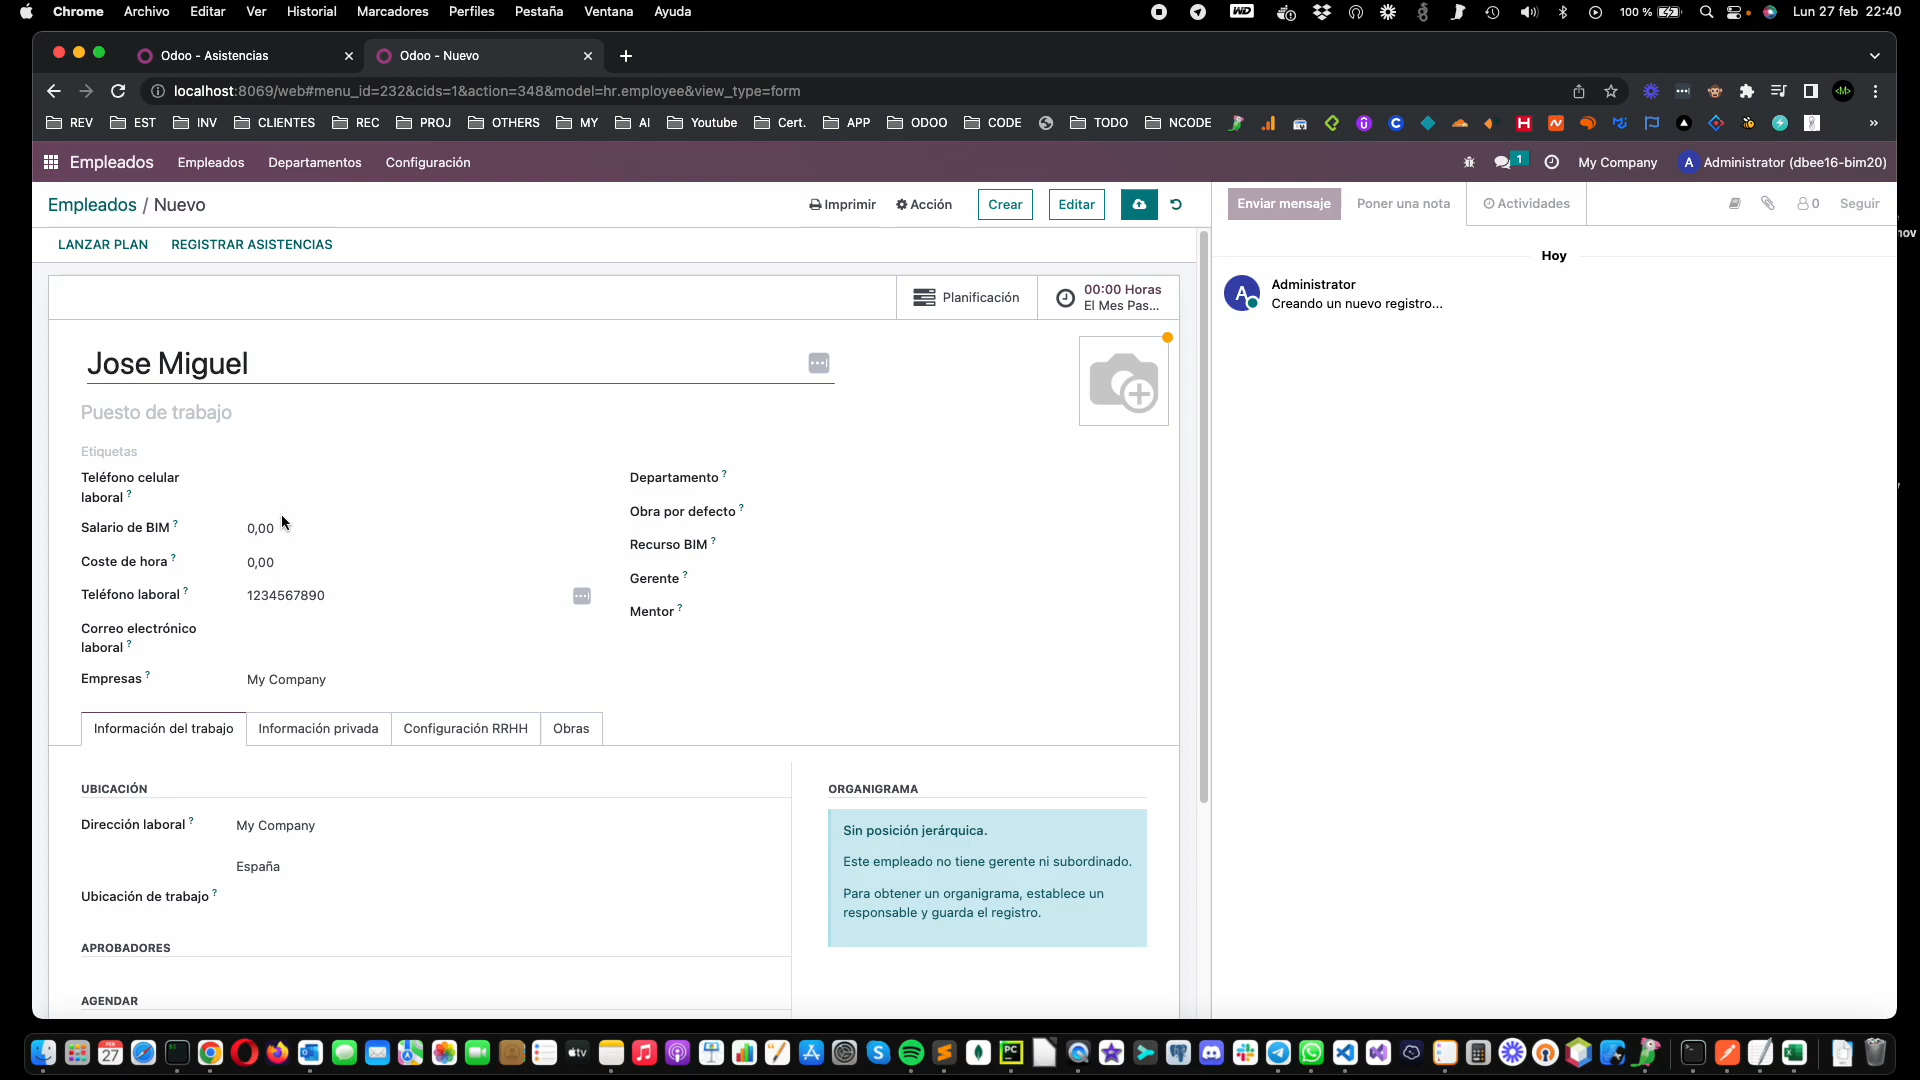 Chrome Archivo Editar Ver Historial Marcadores Perfiles Pestaña Ventana Ayuda 100 % Lun 27 feb 22:40
Odoo - Asistencias Odoo - Nuevo
localhost:8069/web#menu_id=232&cids=1&action=348&model=hr.employee&view_type=form
REV EST INV CLIENTES REC PROJ OTHERS MY AI Youtube Cert. APP ODOO CODE TODO NCODE
Empleados Empleados Departamentos Configuración 1 My Company A Administrator (dbee16-bim20)
Empleados / Nuevo Imprimir Acción Crear Editar Enviar mensaje Poner una nota Actividades 0 Seguir
LANZAR PLAN REGISTRAR ASISTENCIAS
Hoy
Planificación 00:00 Horas
El Mes Pas...
A Administrator
Creando un nuevo registro...
Jose Miguel
Puesto de trabajo
Etiquetas
Teléfono celular laboral ? Departamento ?
Obra por defecto ?
Salario de BIM ? 0,00
Recurso BIM ?
Coste de hora ? 0,00
Gerente ?
Teléfono laboral ? 1234567890
Mentor ?
Correo electrónico laboral ?
Empresas ? My Company
Información del trabajo Información privada Configuración RRHH Obras
UBICACIÓN ORGANIGRAMA
Dirección laboral ? My Company
España
Ubicación de trabajo ?
Sin posición jerárquica.
Este empleado no tiene gerente ni subordinado.
Para obtener un organigrama, establece un
responsable y guarda el registro.
APROBADORES
AGENDAR